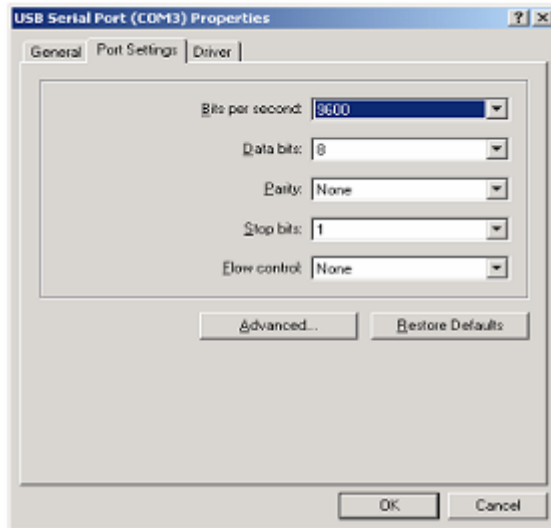 USB Serial Port (COM3) Properties
General Port Settings Driver
Bits per second: 9600
Data bits: 8
Parity: None
Stop bits: 1
Flow control: None
Advanced... Restore Defaults
OK Cancel